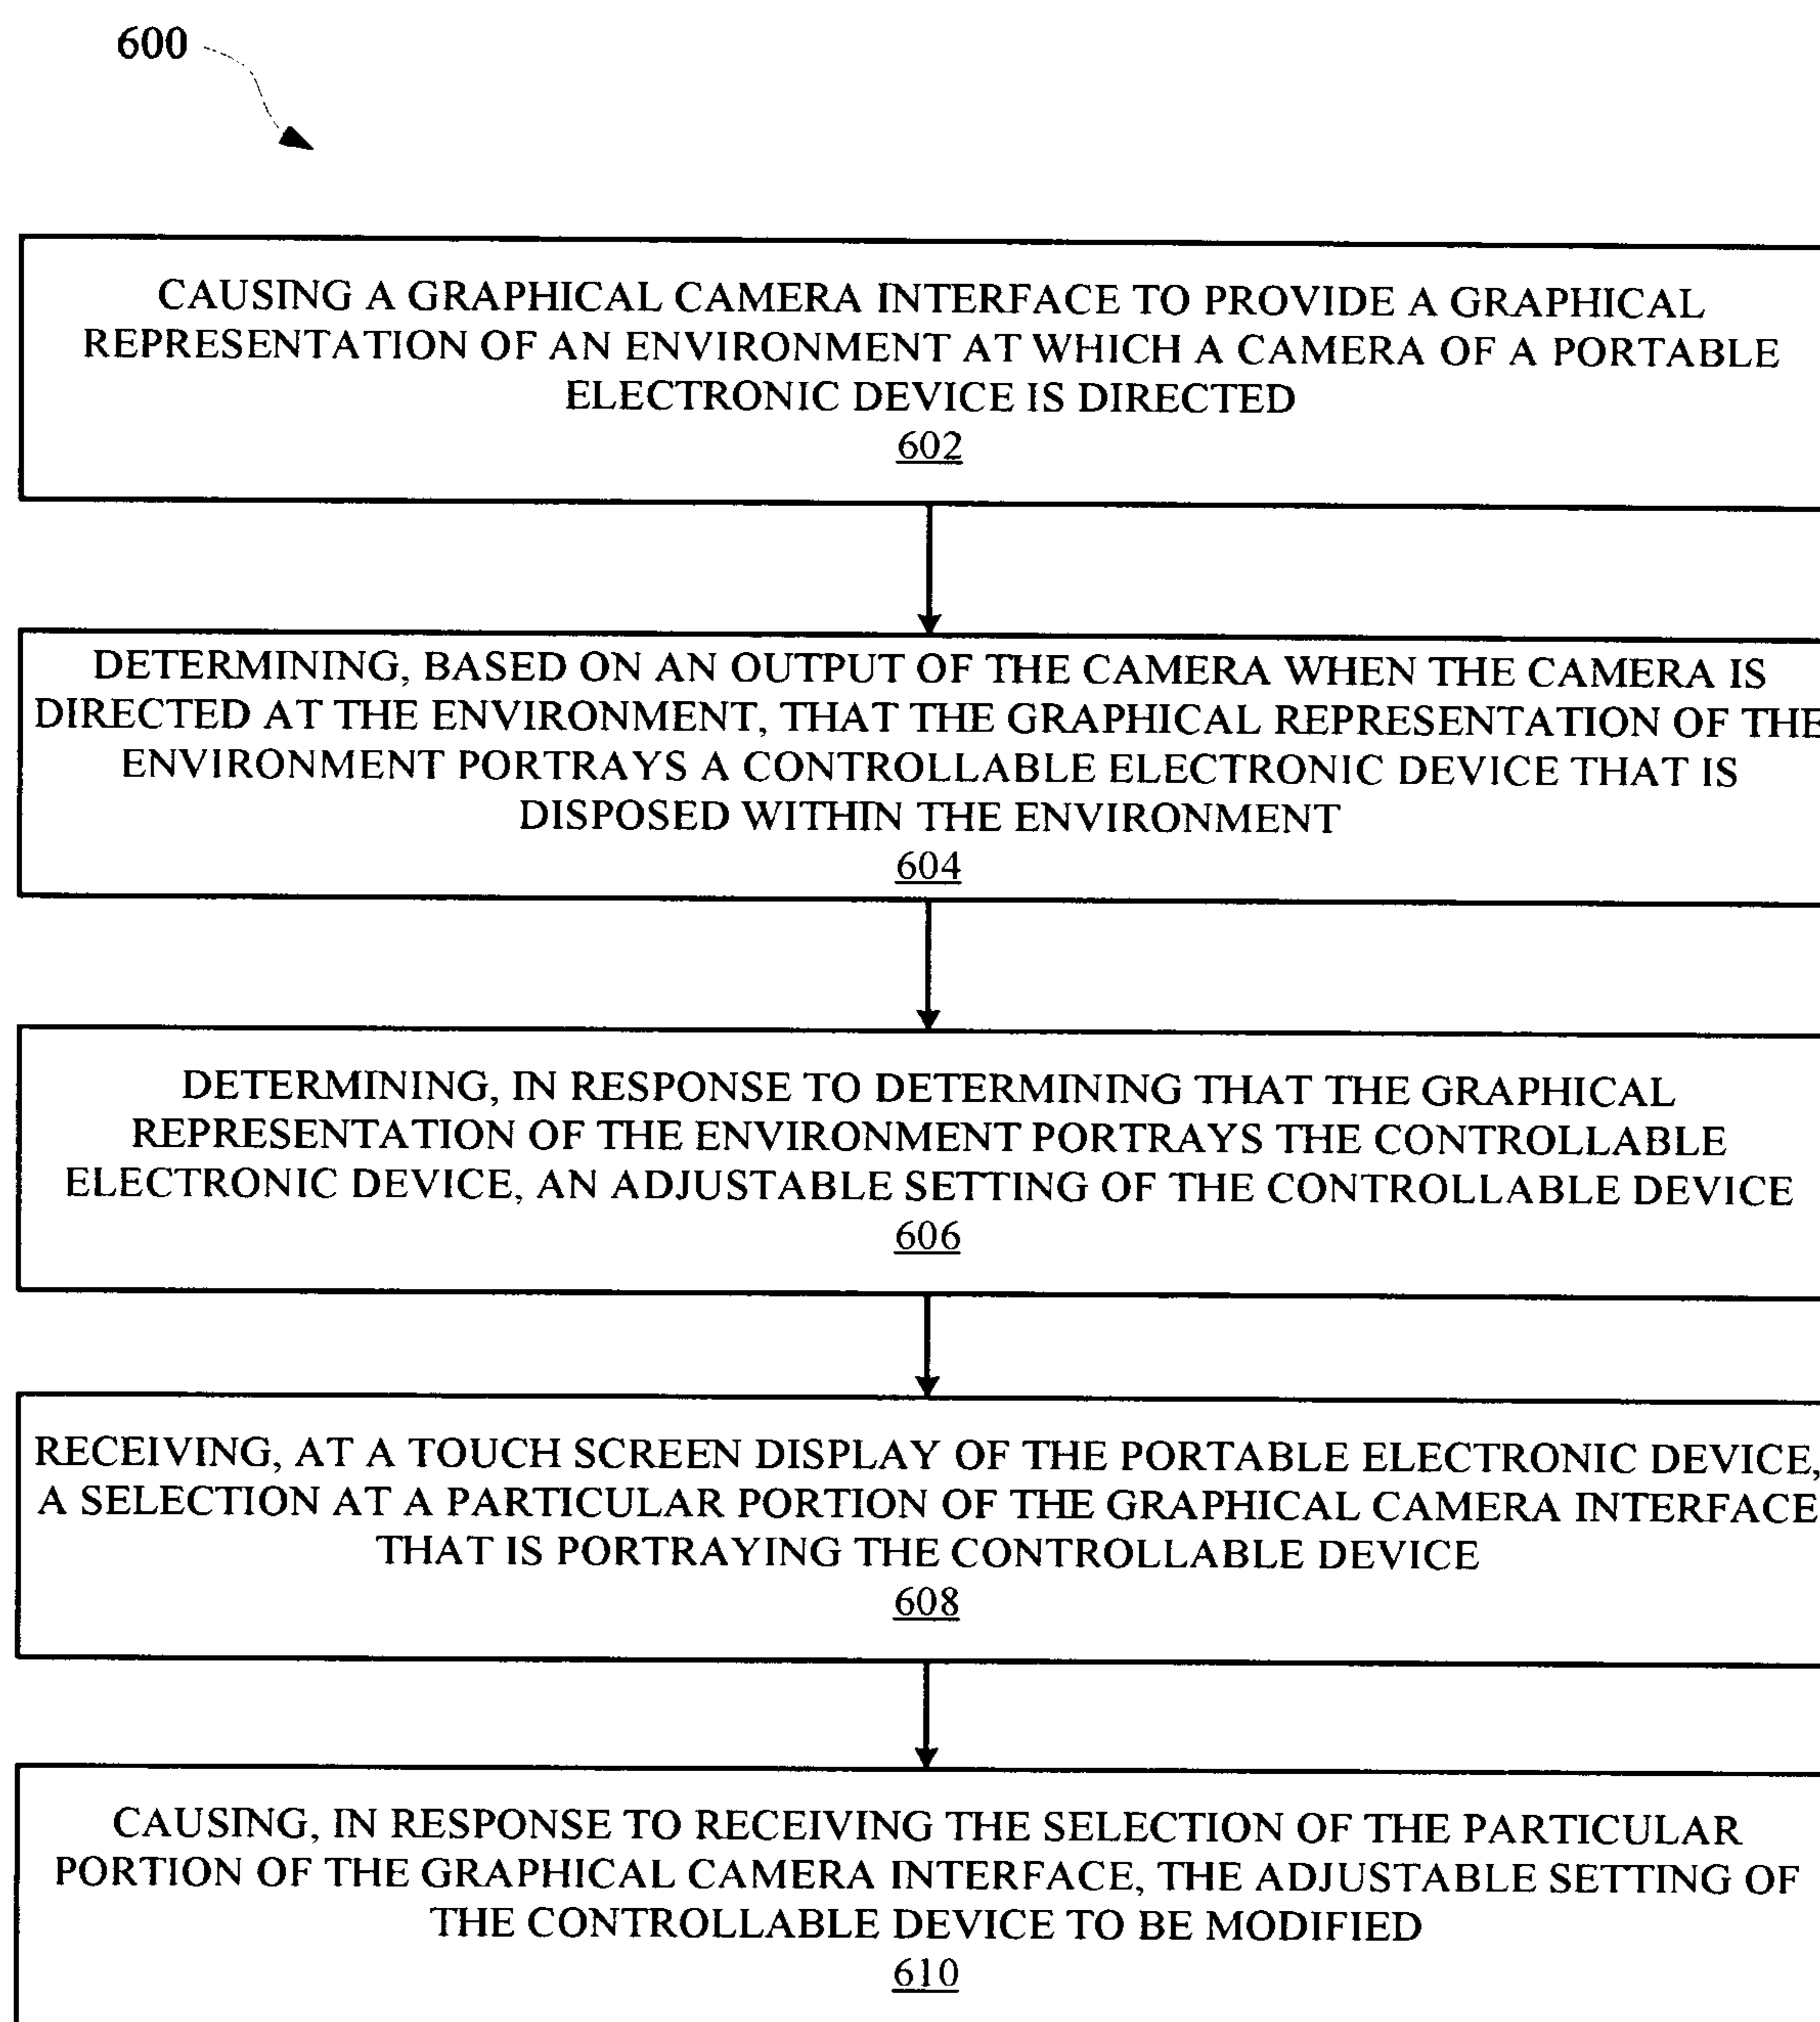 600
CAUSING A GRAPHICAL CAMERA INTERFACE TO PROVIDE A GRAPHICAL
REPRESENTATION OF AN ENVIRONMENT AT WHICH A CAMERA OF A PORTABLE
ELECTRONIC DEVICE IS DIRECTED
602
DETERMINING, BASED ON AN OUTPUT OF THE CAMERA WHEN THE CAMERA IS
DIRECTED AT THE ENVIRONMENT, THAT THE GRAPHICAL REPRESENTATION OF THE
ENVIRONMENT PORTRAYS A CONTROLLABLE ELECTRONIC DEVICE THAT IS
DISPOSED WITHIN THE ENVIRONMENT
604
DETERMINING, IN RESPONSE TO DETERMINING THAT THE GRAPHICAL
REPRESENTATION OF THE ENVIRONMENT PORTRAYS THE CONTROLLABLE
ELECTRONIC DEVICE, AN ADJUSTABLE SETTING OF THE CONTROLLABLE DEVICE
606
RECEIVING, AT A TOUCH SCREEN DISPLAY OF THE PORTABLE ELECTRONIC DEVICE,
A SELECTION AT A PARTICULAR PORTION OF THE GRAPHICAL CAMERA INTERFACE
THAT IS PORTRAYING THE CONTROLLABLE DEVICE
608
CAUSING, IN RESPONSE TO RECEIVING THE SELECTION OF THE PARTICULAR
PORTION OF THE GRAPHICAL CAMERA INTERFACE, THE ADJUSTABLE SETTING OF
THE CONTROLLABLE DEVICE TO BE MODIFIED
610